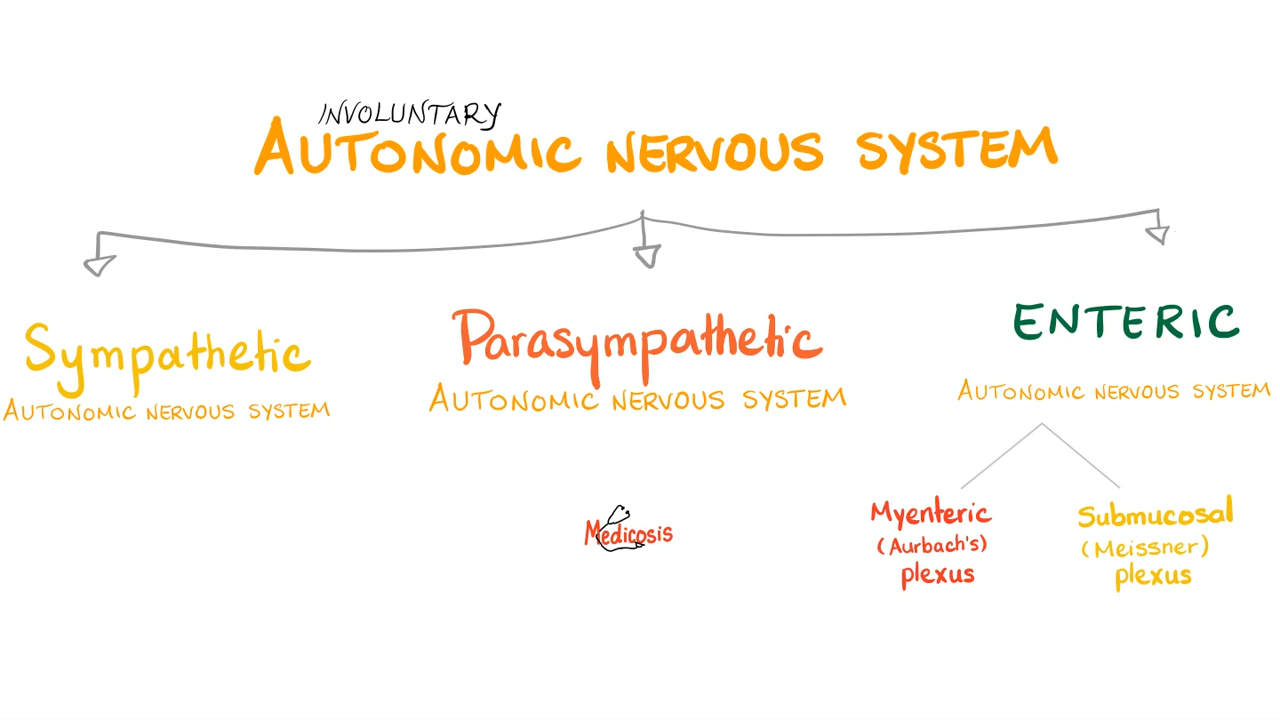 INVOLUNTARY
AUTONOMIC NERVOUS SYSTEM
Sympathetic
AUTONOMIC NERVOUS SYSTEM
Parasympathetic
AUTONOMIC NERVOUS SYSTEM
ENTERIC
AUTONOMIC NERVOUS SYSTEM
Myenteric
(Aurbach's)
plexus
Submucosal
(Meissner)
plexus
Medicosis